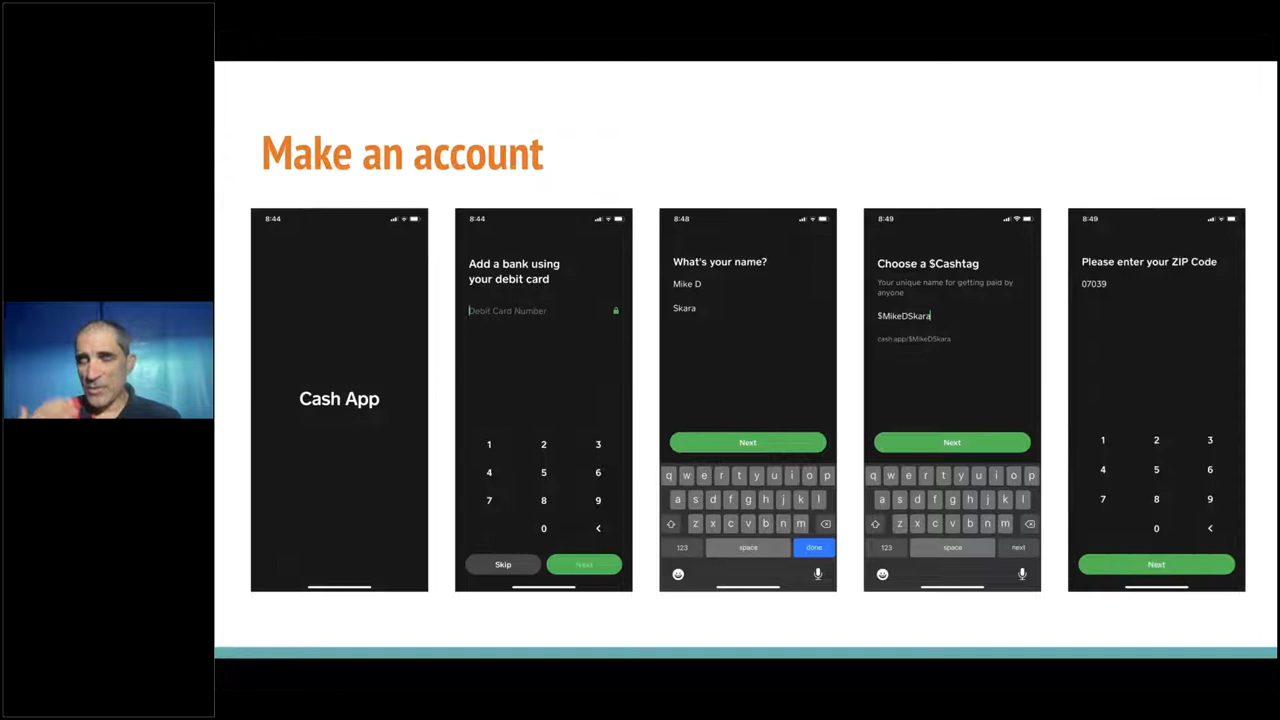 Make an account
8:44
Cash App
8:44
Add a bank using
your debit card
Debit Card Number
1 2 3
4 5 6
7 8 9
0 <
Skip Next
8:48
What's your name?
Mike D
Skara
Next
q w e r t y u i o p
a s d f g h j k l
z x c v b n m
123 space done
8:49
Choose a $Cashtag
Your unique name for getting paid by
anyone
$MikeDSkara
cash.app/$MikeDSkara
Next
q w e r t y u i o p
a s d f g h j k l
z x c v b n m
123 space next
8:49
Please enter your ZIP Code
07039
1 2 3
4 5 6
7 8 9
0 <
Next